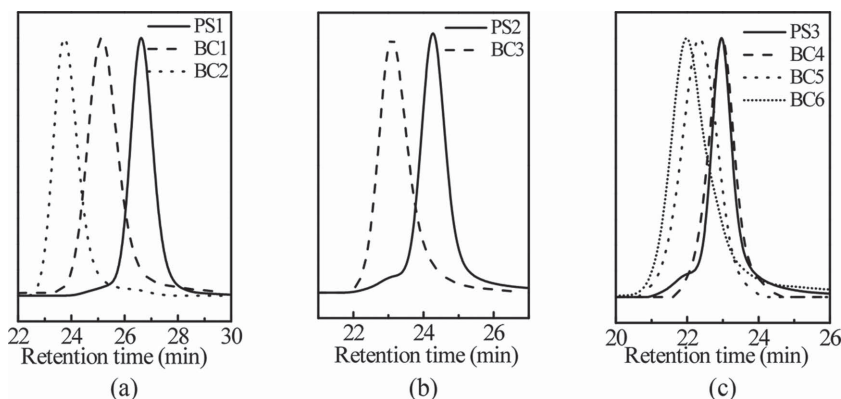 PS1
BC1
BC2
22 24 26 28 30
Retention time (min)
(a)
PS2
BC3
22 24 26
Retention time (min)
(b)
PS3
BC4
BC5
BC6
20 22 24 26
Retention time (min)
(c)